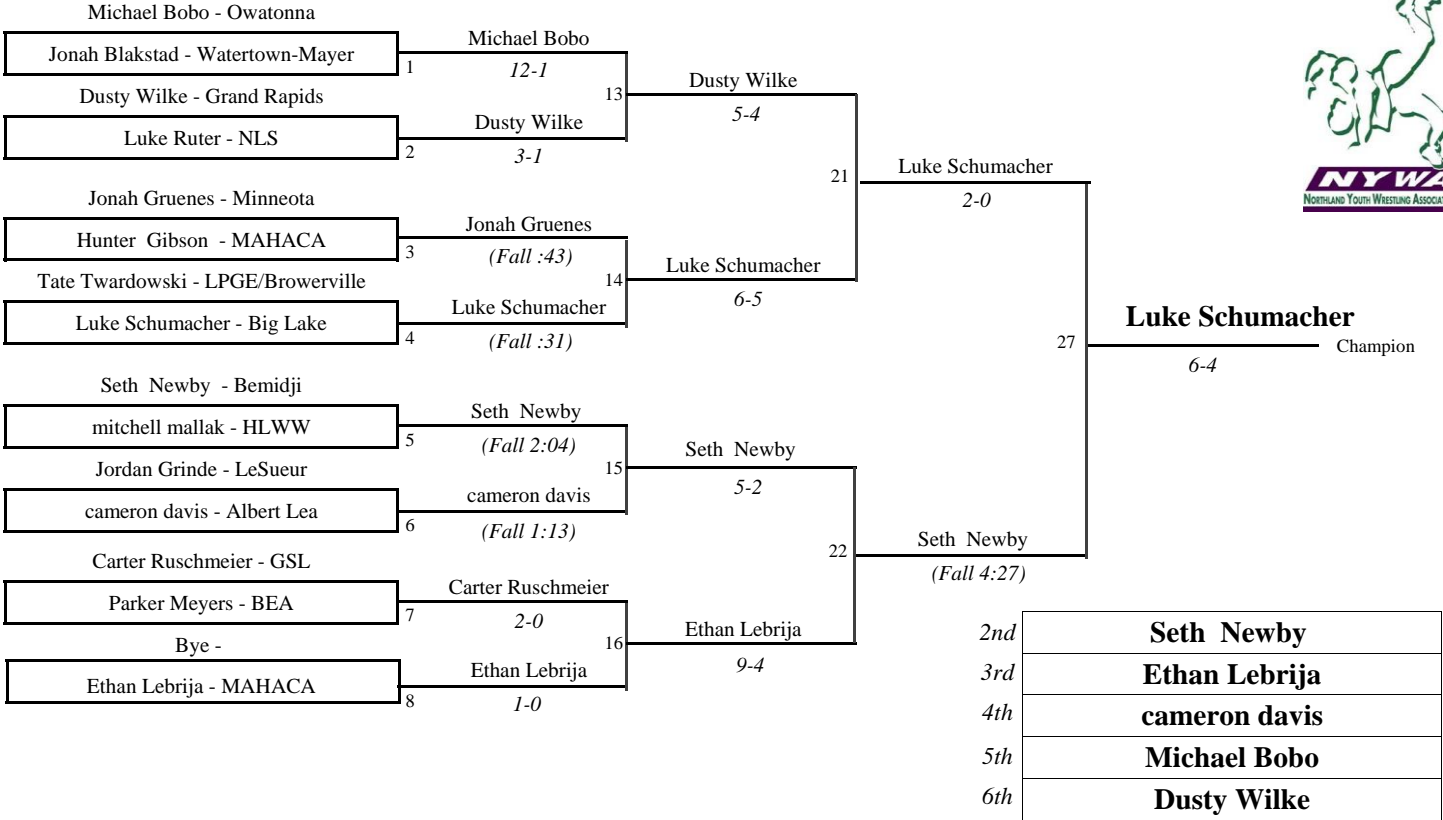 Michael Bobo - Owatonna
Jonah Blakstad - Watertown-Mayer
1
Dusty Wilke - Grand Rapids
Luke Ruter - NLS
2
Jonah Gruenes - Minneota
Hunter  Gibson  - MAHACA
3
Tate Twardowski - LPGE/Browerville
Luke Schumacher - Big Lake
4
Seth  Newby  - Bemidji
mitchell mallak - HLWW
5
Jordan Grinde - LeSueur
cameron davis - Albert Lea
6
Carter Ruschmeier - GSL
Parker Meyers - BEA
7
Bye -
Ethan Lebrija - MAHACA
8
Michael Bobo
12-1
13
Dusty Wilke
3-1
Jonah Gruenes
(Fall :43)
14
Luke Schumacher
(Fall :31)
Seth  Newby
(Fall 2:04)
15
cameron davis
(Fall 1:13)
Carter Ruschmeier
2-0
16
Ethan Lebrija
1-0
Dusty Wilke
5-4
21
Luke Schumacher
6-5
Seth  Newby
5-2
22
Ethan Lebrija
9-4
Luke Schumacher
2-0
27
Seth  Newby
(Fall 4:27)
Luke Schumacher
Champion
6-4
NYWA
NORTHLAND YOUTH WRESTLING
2nd Seth  Newby
3rd Ethan Lebrija
4th cameron davis
5th Michael Bobo
6th Dusty Wilke